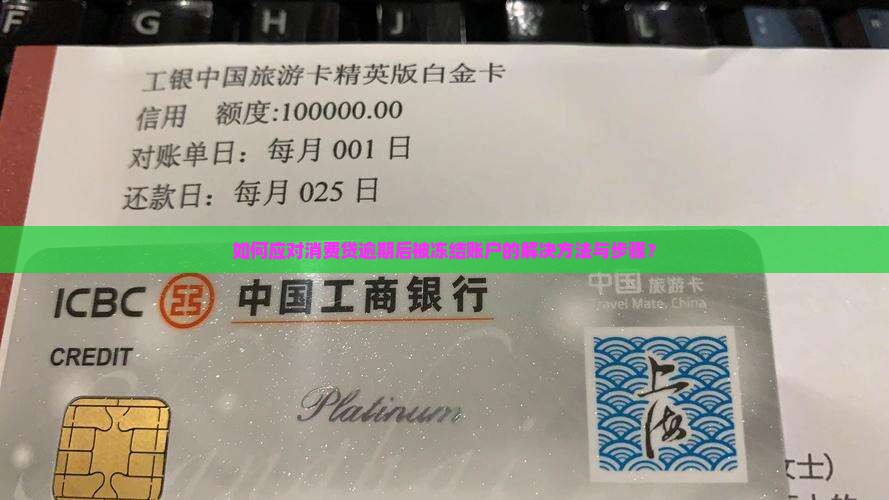 F G H J
工银中国旅游卡精英版白金卡
信用 额度:100000.00
对账单日：每月 001 日
还款日：每月 025 日
如何应对消费贷逾期后被冻结账户的解决方法与步骤？
ICBC 中国工商银行
中国旅游卡
Travel Mate, China
CREDIT
Platinum
上海
女士)